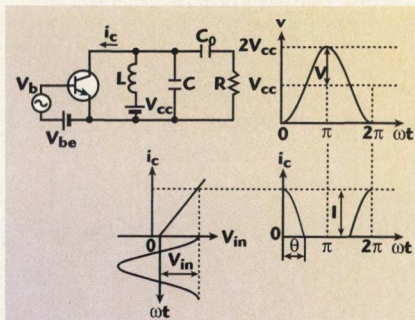 i_c
C_0
V_b
L
C
R
V_cc
V_be
v
2V_cc
V
V_cc
0
π
2π
ωt
i_c
0
V_in
V_in
ωt
i_c
I
0
θ
π
2π
ωt